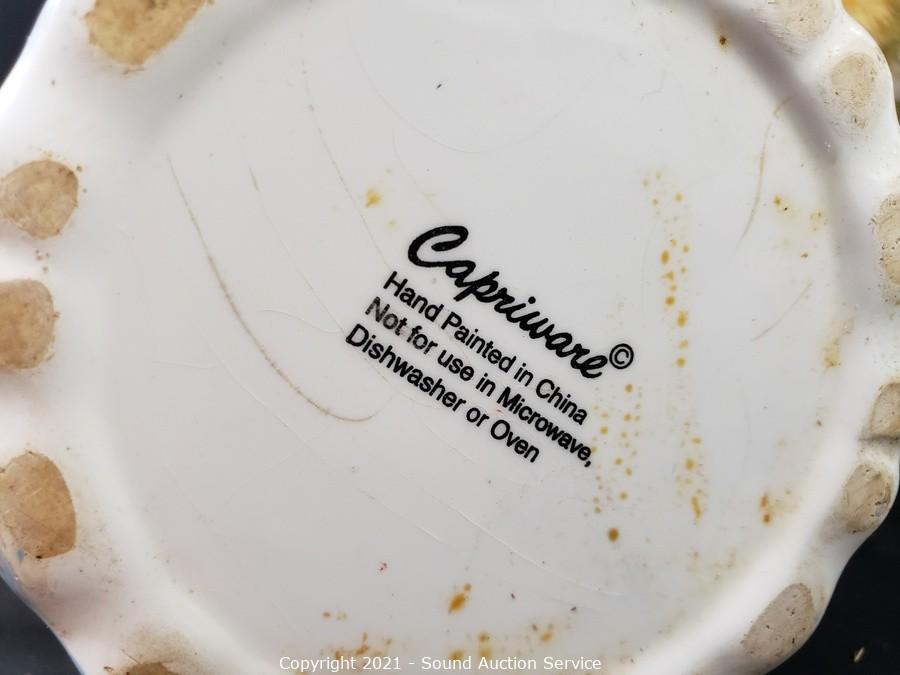 Capriware©
Hand Painted in China
Not for use in Microwave,
Dishwasher or Oven
Copyright 2021 - Sound Auction Service